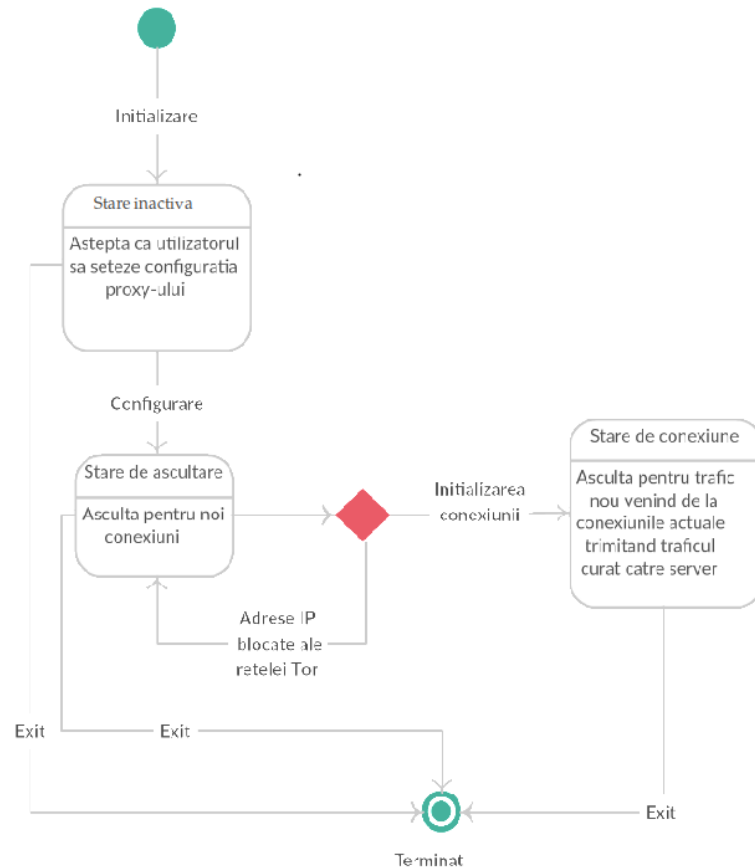 Initializare
Stare inactiva
Astepta ca utilizatorul
sa seteze configuratia
proxy-ului
Configurare
Stare de ascultare
Asculta pentru noi
conexiuni
Initializarea
conexiunii
Stare de conexiune
Asculta pentru trafic
nou venind de la
conexiunile actuale
trimitand traficul
curat catre server
Adrese IP
blocate ale
retelei Tor
Exit
Exit
Exit
Terminat